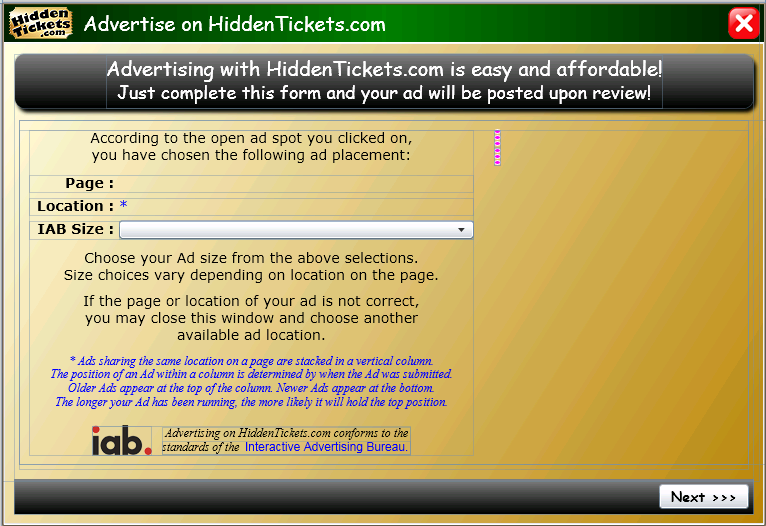 Hidden
Tickets
.com
Advertise on HiddenTickets.com
Advertising with HiddenTickets.com is easy and affordable!
Just complete this form and your ad will be posted upon review!
According to the open ad spot you clicked on,
you have chosen the following ad placement:
Page :
Location : *
IAB Size :
Choose your Ad size from the above selections.
Size choices vary depending on location on the page.
If the page or location of your ad is not correct,
you may close this window and choose another
available ad location.
* Ads sharing the same location on a page are stacked in a vertical column.
The position of an Ad within a column is determined by when the Ad was submitted.
Older Ads appear at the top of the column. Newer Ads appear at the bottom.
The longer your Ad has been running, the more likely it will hold the top position.
iab.
Advertising on HiddenTickets.com conforms to the
standards of the Interactive Advertising Bureau.
Next >>>